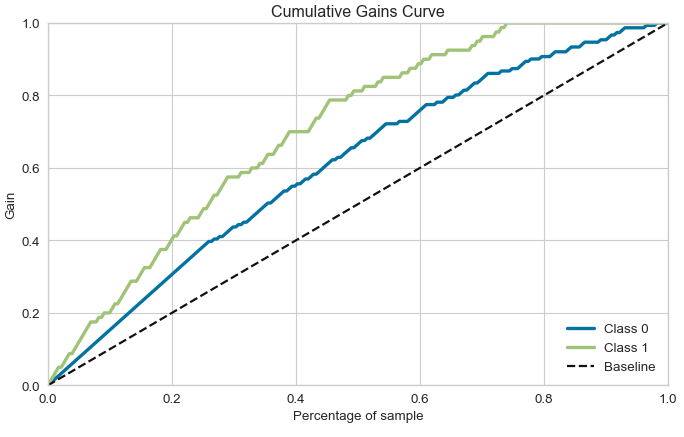 Cumulative Gains Curve
1.0
0.8
0.6
0.4
0.2
0.0
Gain
0.0 0.2 0.4 0.6 0.8 1.0
Percentage of sample
Class 0
Class 1
Baseline